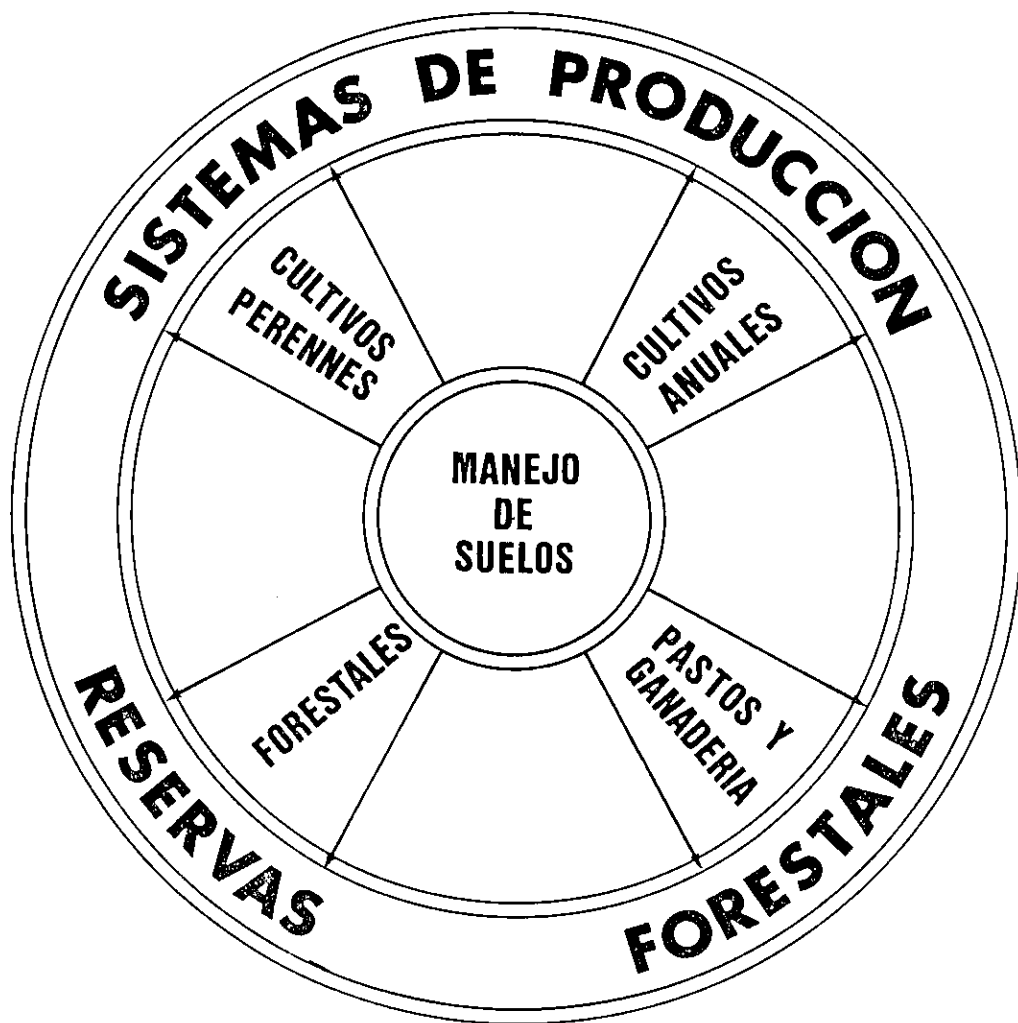 SISTEMAS DE PRODUCCION
CULTIVOS
PERENNES
CULTIVOS
ANUALES
MANEJO
DE
SUELOS
FORESTALES
PASTOS Y
GANADERIA
RESERVAS FORESTALES